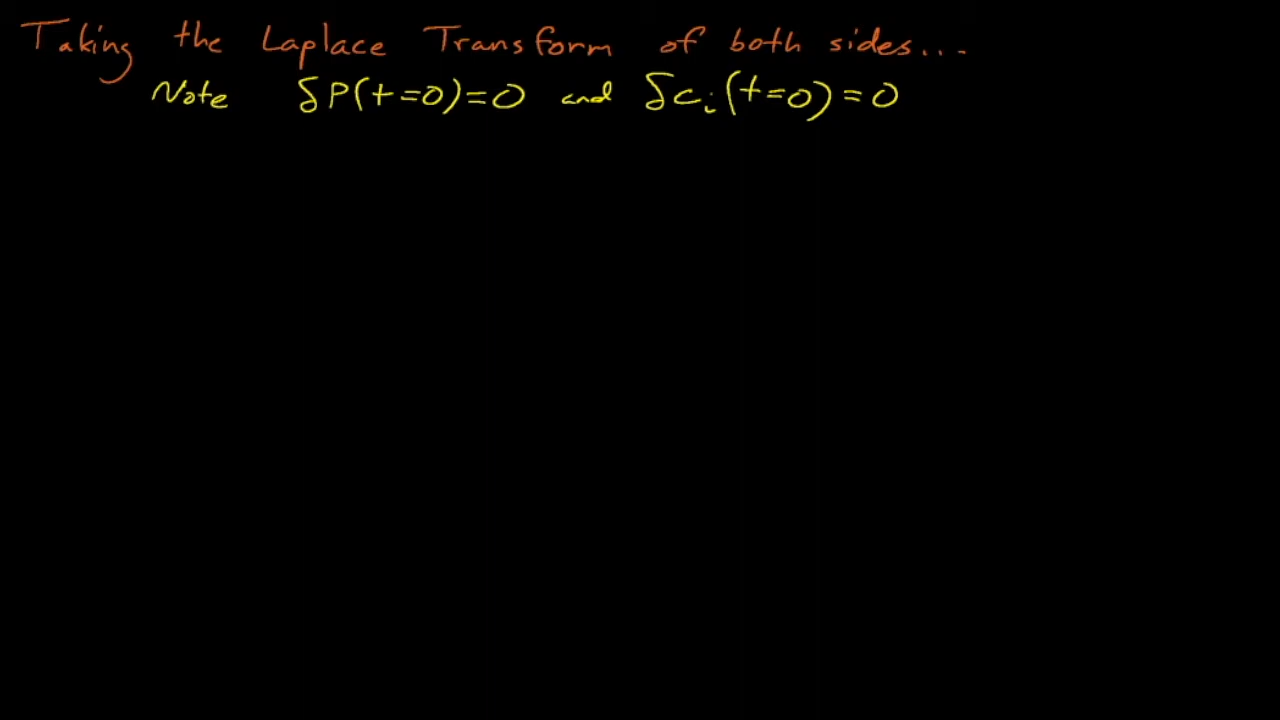 Taking the Laplace Transform of both sides...
Note δP(t=0)=0 and δc_i(t=0)=0